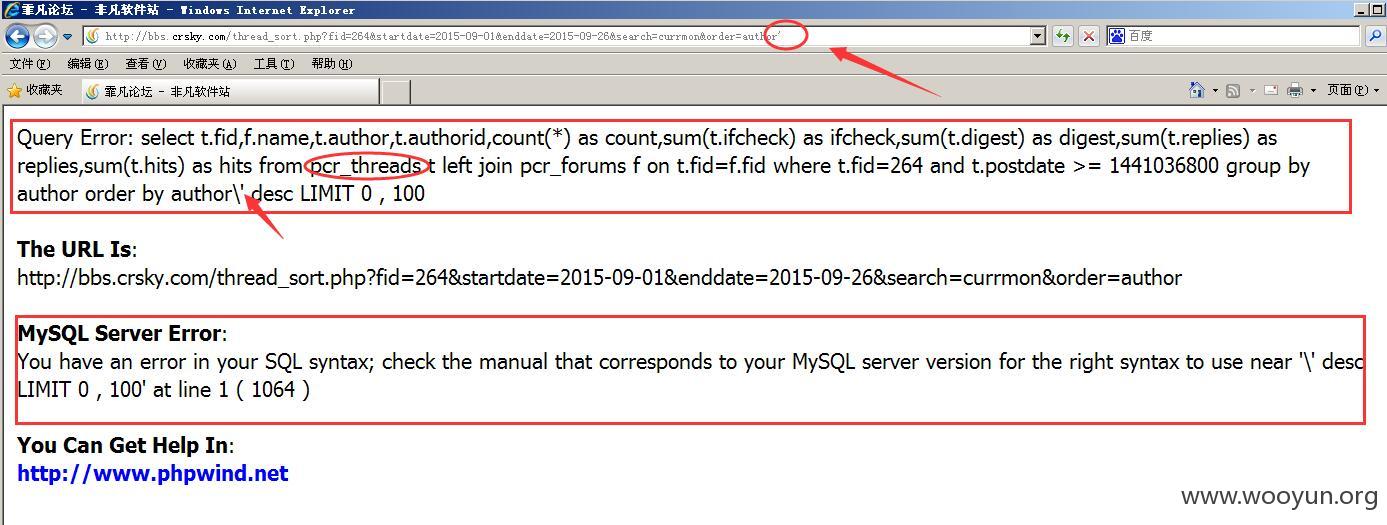 霏凡论坛 - 非凡软件站 - Windows Internet Explorer
http://bbs.crsky.com/thread_sort.php?fid=264&startdate=2015-09-01&enddate=2015-09-26&search=currmon&order=author'
百度
文件(F) 编辑(E) 查看(V) 收藏夹(A) 工具(T) 帮助(H)
收藏夹 霏凡论坛 - 非凡软件站 页面(P)
Query Error: select t.fid,f.name,t.author,t.authorid,count(*) as count,sum(t.ifcheck) as ifcheck,sum(t.digest) as digest,sum(t.replies) as
replies,sum(t.hits) as hits from pcr_threads t left join pcr_forums f on t.fid=f.fid where t.fid=264 and t.postdate >= 1441036800 group by
author order by author\' desc LIMIT 0 , 100
The URL Is:
http://bbs.crsky.com/thread_sort.php?fid=264&startdate=2015-09-01&enddate=2015-09-26&search=currmon&order=author
MySQL Server Error:
You have an error in your SQL syntax; check the manual that corresponds to your MySQL server version for the right syntax to use near '\' desc
LIMIT 0 , 100' at line 1 ( 1064 )
You Can Get Help In:
http://www.phpwind.net
www.wooyun.org